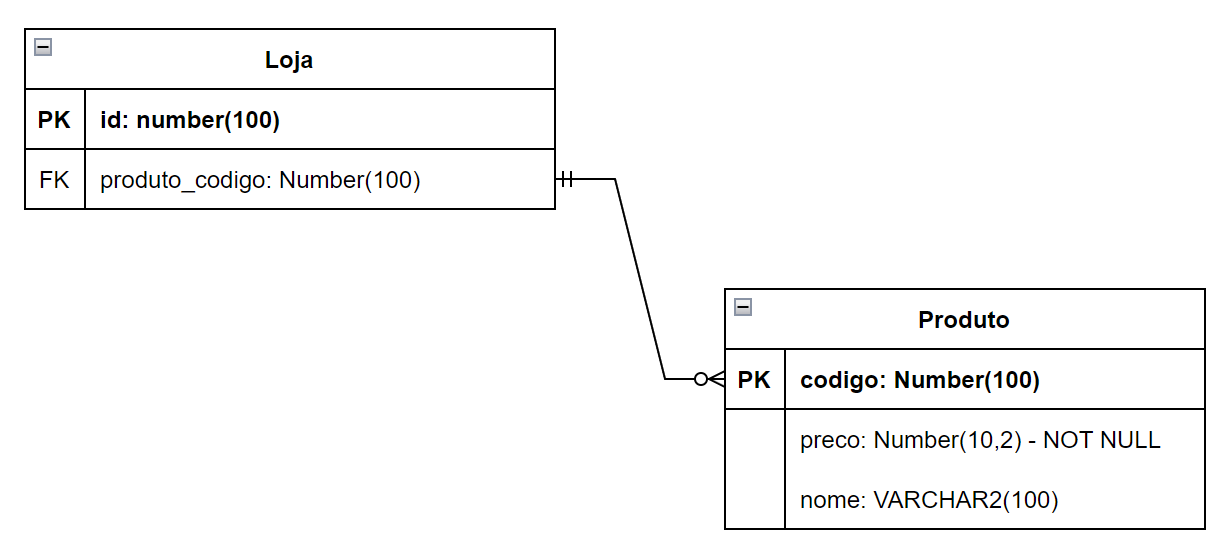 Loja
PK id: number(100)
FK produto_codigo: Number(100)
Produto
PK codigo: Number(100)
preco: Number(10,2) - NOT NULL
nome: VARCHAR2(100)